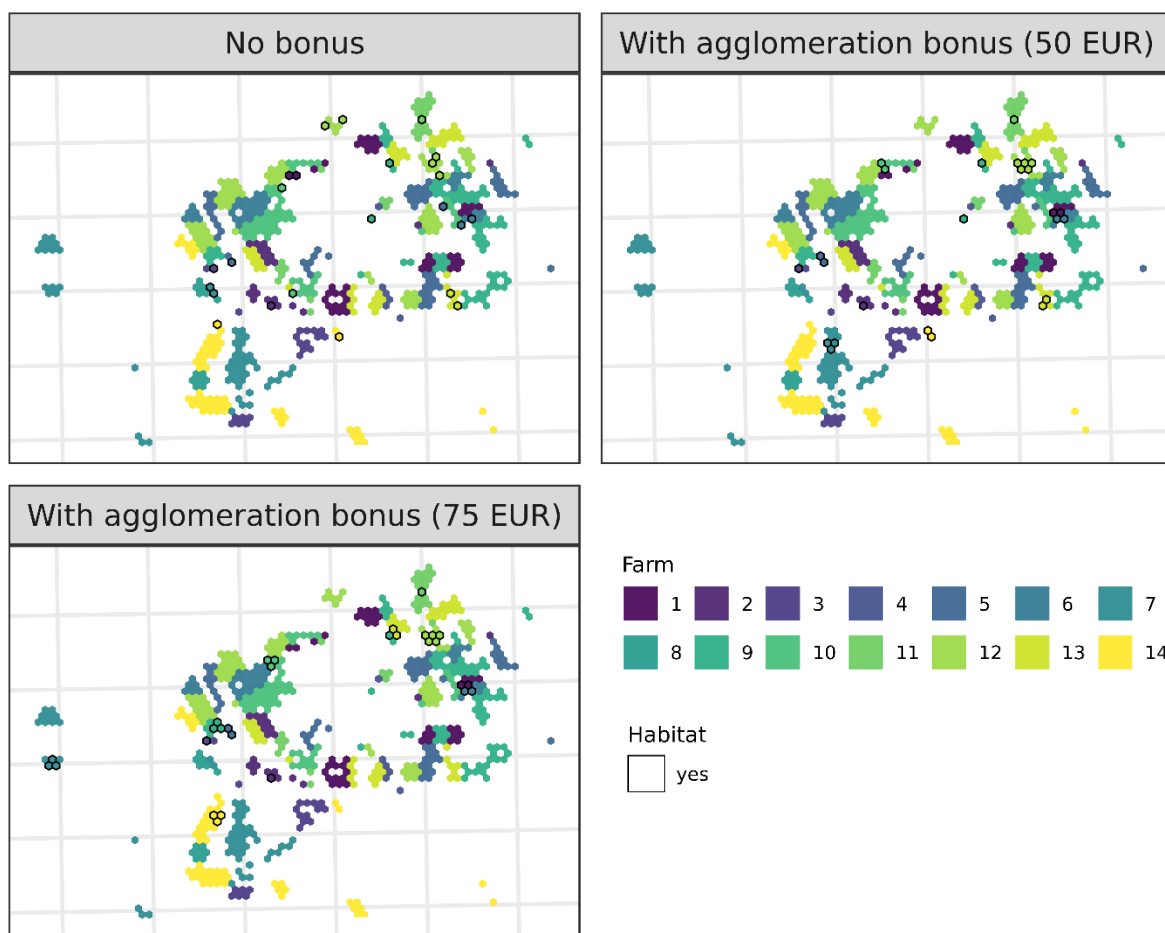 No bonus
With agglomeration bonus (50 EUR)
With agglomeration bonus (75 EUR)
Farm
1 2 3 4 5 6 7
8 9 10 11 12 13 14
Habitat
yes